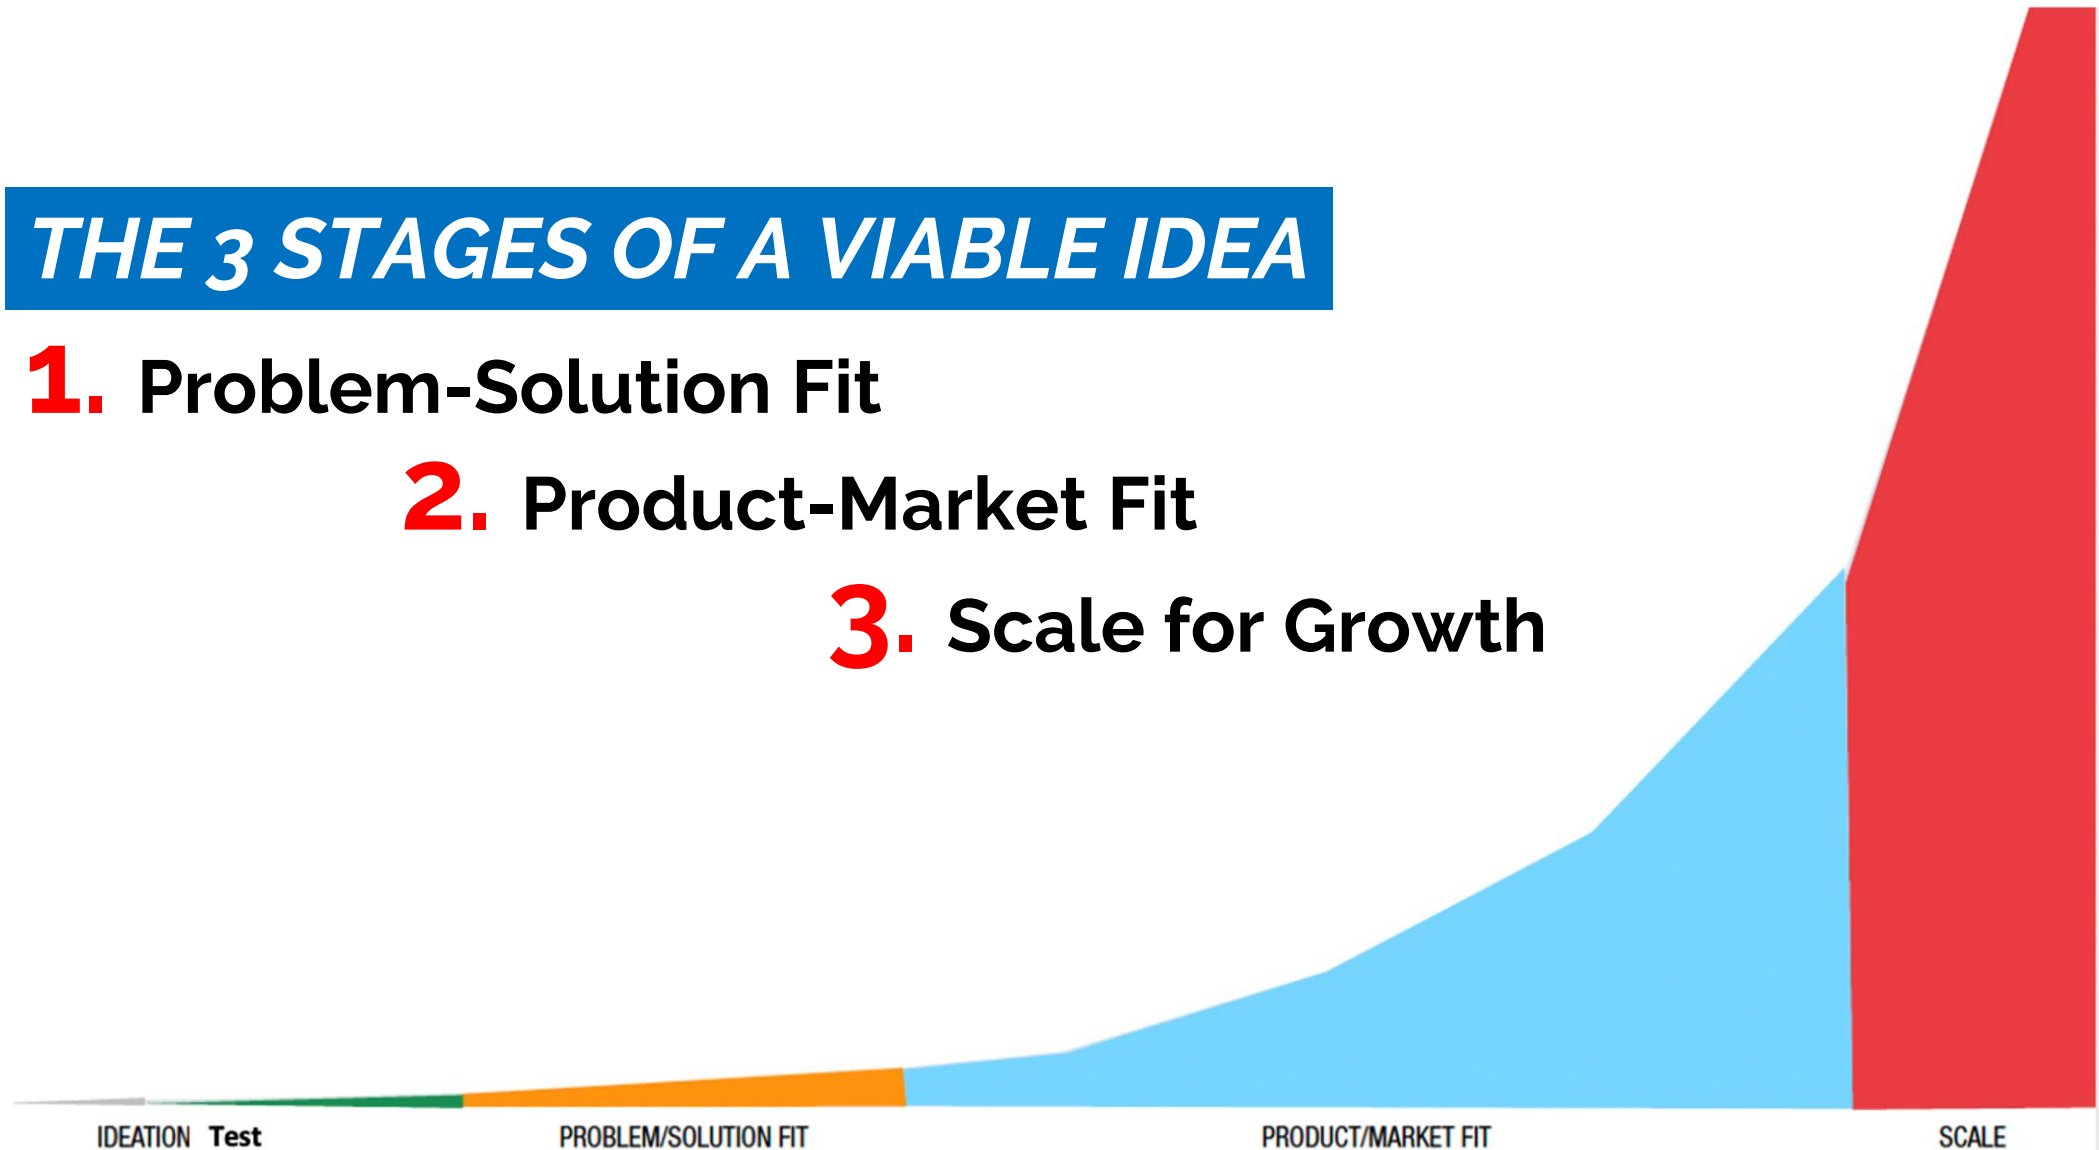 THE 3 STAGES OF A VIABLE IDEA
1. Problem-Solution Fit
2. Product-Market Fit
3. Scale for Growth
IDEATION Test PROBLEM/SOLUTION FIT PRODUCT/MARKET FIT SCALE